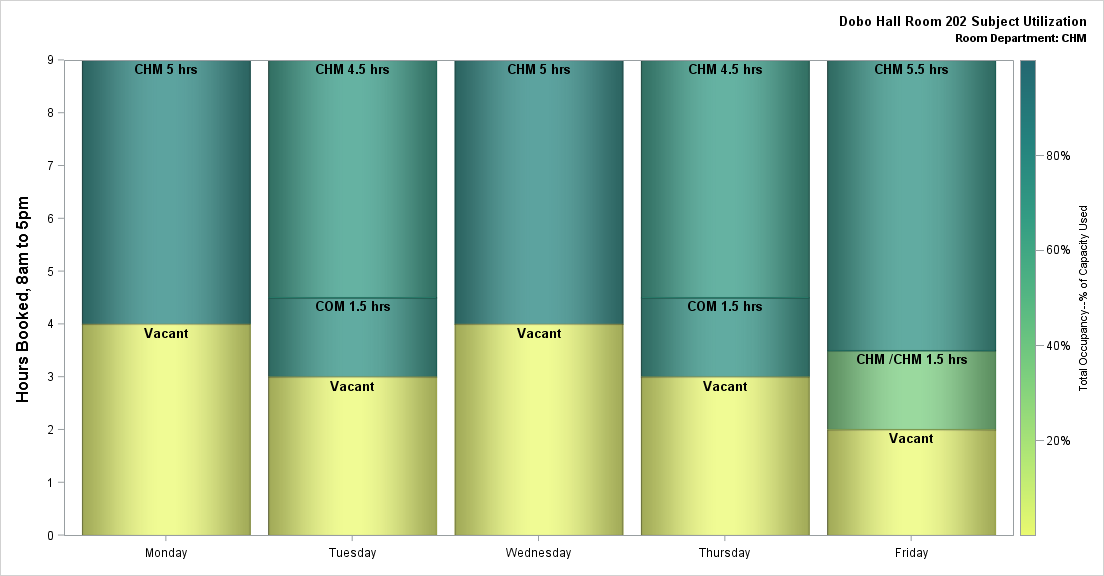 Dobo Hall Room 202 Subject Utilization
Room Department: CHM
Hours Booked, 8am to 5pm
9
8
7
6
5
4
3
2
1
0
CHM 5 hrs
Vacant
CHM 4.5 hrs
COM 1.5 hrs
Vacant
CHM 5 hrs
Vacant
CHM 4.5 hrs
COM 1.5 hrs
Vacant
CHM 5.5 hrs
CHM /CHM 1.5 hrs
Vacant
Monday
Tuesday
Wednesday
Thursday
Friday
80%
60%
40%
20%
Total Occupancy--% of Capacity Used